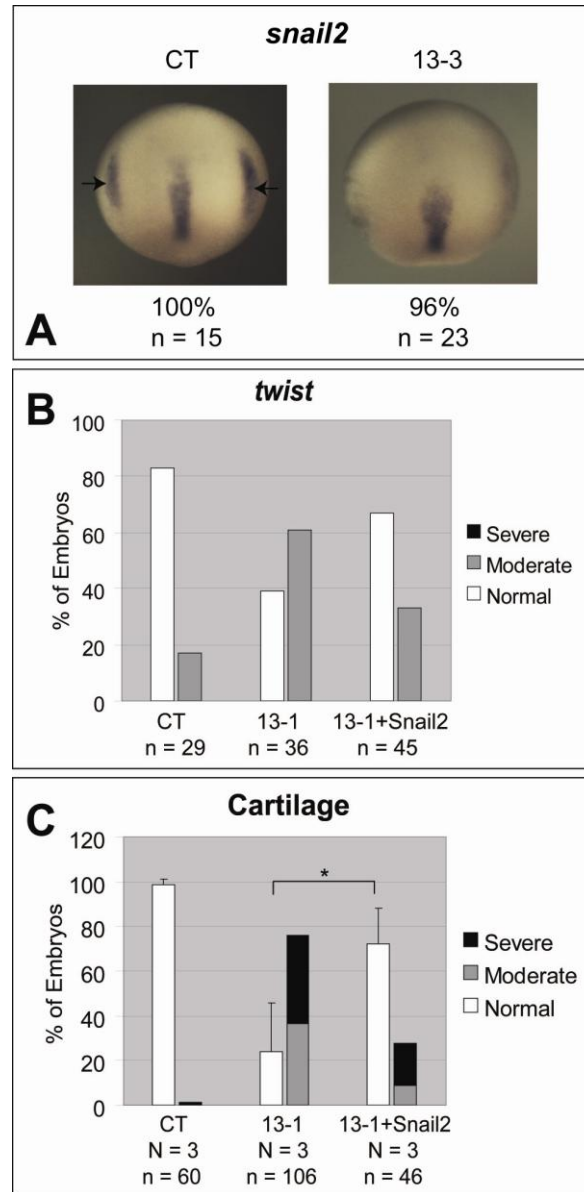 snail2
CT 13-3
100% 96%
n = 15 n = 23
A
B
twist
100
80
60
40
20
0
% of Embryos
Severe
Moderate
Normal
CT 13-1 13-1+Snail2
n = 29 n = 36 n = 45
C
Cartilage
120
100
80
60
40
20
0
% of Embryos
*
Severe
Moderate
Normal
CT 13-1 13-1+Snail2
N = 3 N = 3 N = 3
n = 60 n = 106 n = 46